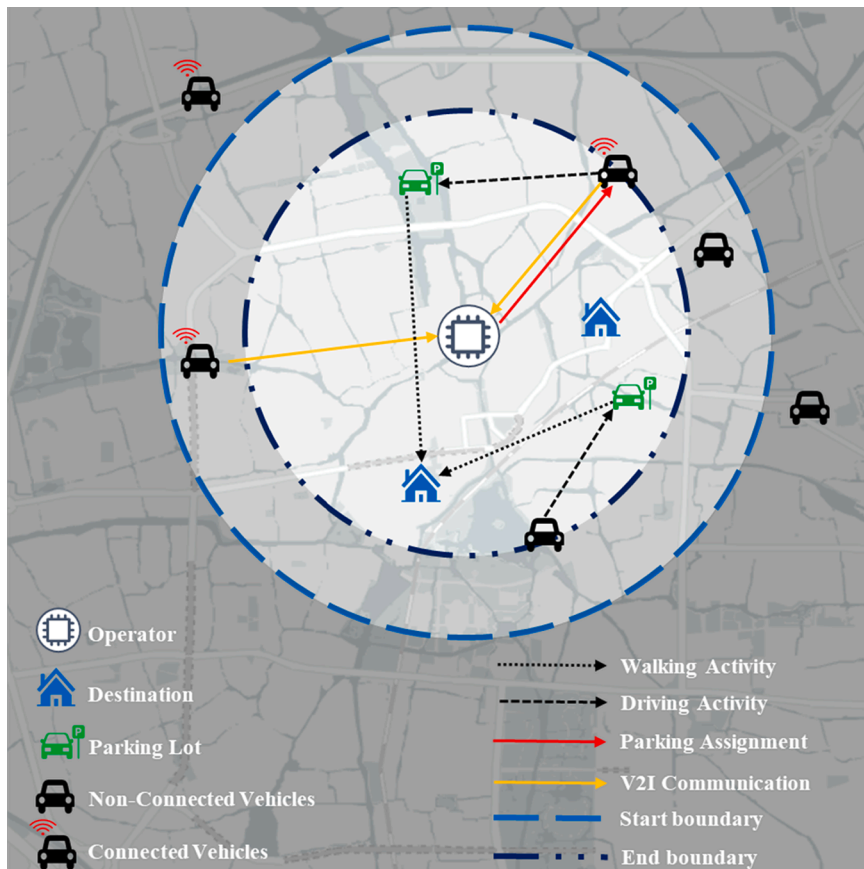 P
P
Operator
Destination
P
Parking Lot
Non-Connected Vehicles
Connected Vehicles
Walking Activity
Driving Activity
Parking Assignment
V2I Communication
Start boundary
End boundary